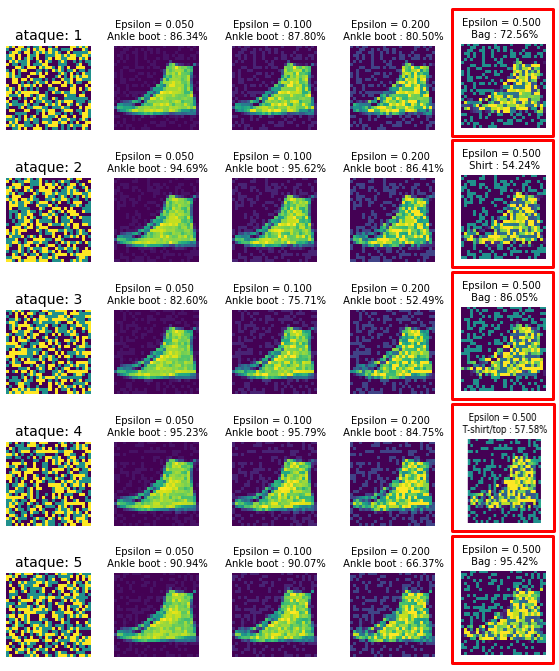 ataque: 1
Epsilon = 0.050
Ankle boot : 86.34%
Epsilon = 0.100
Ankle boot : 87.80%
Epsilon = 0.200
Ankle boot : 80.50%
Epsilon = 0.500
Bag : 72.56%
ataque: 2
Epsilon = 0.050
Ankle boot : 94.69%
Epsilon = 0.100
Ankle boot : 95.62%
Epsilon = 0.200
Ankle boot : 86.41%
Epsilon = 0.500
Shirt : 54.24%
ataque: 3
Epsilon = 0.050
Ankle boot : 82.60%
Epsilon = 0.100
Ankle boot : 75.71%
Epsilon = 0.200
Ankle boot : 52.49%
Epsilon = 0.500
Bag : 86.05%
ataque: 4
Epsilon = 0.050
Ankle boot : 95.23%
Epsilon = 0.100
Ankle boot : 95.79%
Epsilon = 0.200
Ankle boot : 84.75%
Epsilon = 0.500
T-shirt/top : 57.58%
ataque: 5
Epsilon = 0.050
Ankle boot : 90.94%
Epsilon = 0.100
Ankle boot : 90.07%
Epsilon = 0.200
Ankle boot : 66.37%
Epsilon = 0.500
Bag : 95.42%